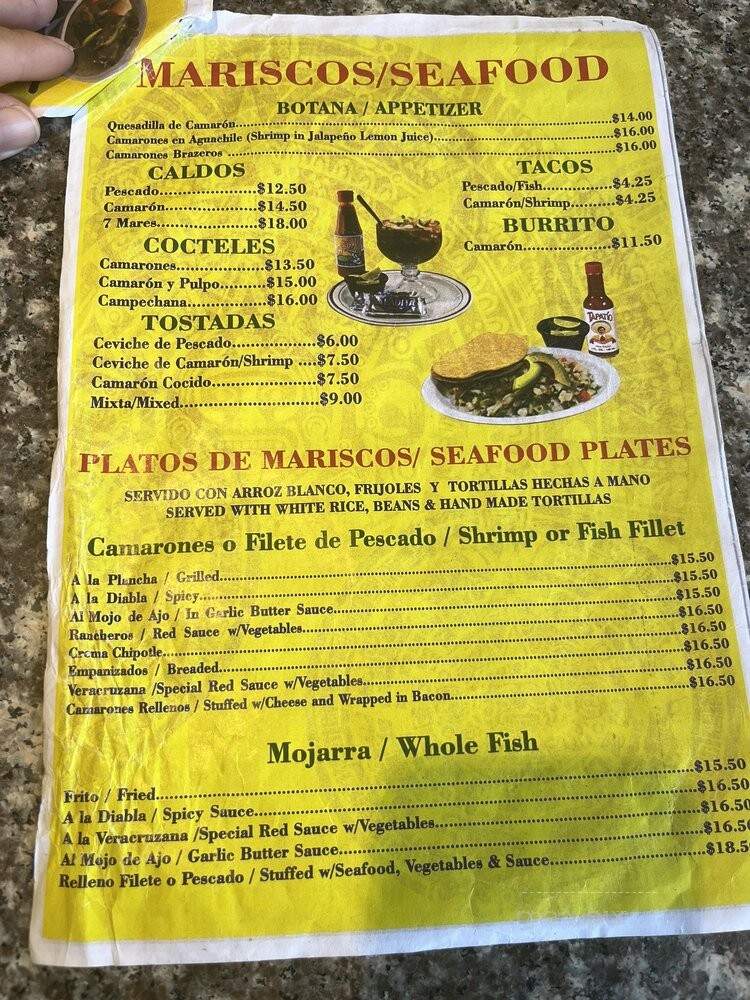 MARISCOS/SEAFOOD
BOTANA / APPETIZER
Quesadilla de Camarón...$14.00
Camarones en Aguachile (Shrimp in Jalapeño Lemon Juice)...$16.00
Camarones Brazeros ...$16.00
CALDOS
Pescado...$12.50
Camarón...$14.50
7 Mares...$18.00
COCTELES
Camarones...$13.50
Camarón y Pulpo...$15.00
Campechana...$16.00
TOSTADAS
Ceviche de Pescado...$6.00
Ceviche de Camarón/Shrimp ....$7.50
Camarón Cocido...$7.50
Mixta/Mixed...$9.00
TACOS
Pescado/Fish...$4.25
Camarón/Shrimp...$4.25
BURRITO
Camarón...$11.50
TAPATÍO
PLATOS DE MARISCOS/ SEAFOOD PLATES
SERVIDO CON ARROZ BLANCO, FRIJOLES Y TORTILLAS HECHAS A MANO
SERVED WITH WHITE RICE, BEANS & HAND MADE TORTILLAS
Camarones o Filete de Pescado / Shrimp or Fish Fillet
A la Plancha / Grilled...$15.50
A la Diabla / Spicy...$15.50
Al Mojo de Ajo / In Garlic Butter Sauce...$15.50
Rancheros / Red Sauce w/Vegetables...$16.50
Crema Chipotle...$16.50
Empanizados / Breaded...$16.50
Veracruzana /Special Red Sauce w/Vegetables...$16.50
Camarones Rellenos / Stuffed w/Cheese and Wrapped in Bacon...$16.50
Mojarra / Whole Fish
Frito / Fried...$15.50
A la Diabla / Spicy Sauce...$16.50
A la Veracruzana /Special Red Sauce w/Vegetables...$16.50
Al Mojo de Ajo / Garlic Butter Sauce...$16.50
Relleno Filete o Pescado / Stuffed w/Seafood, Vegetables & Sauce...$18.50